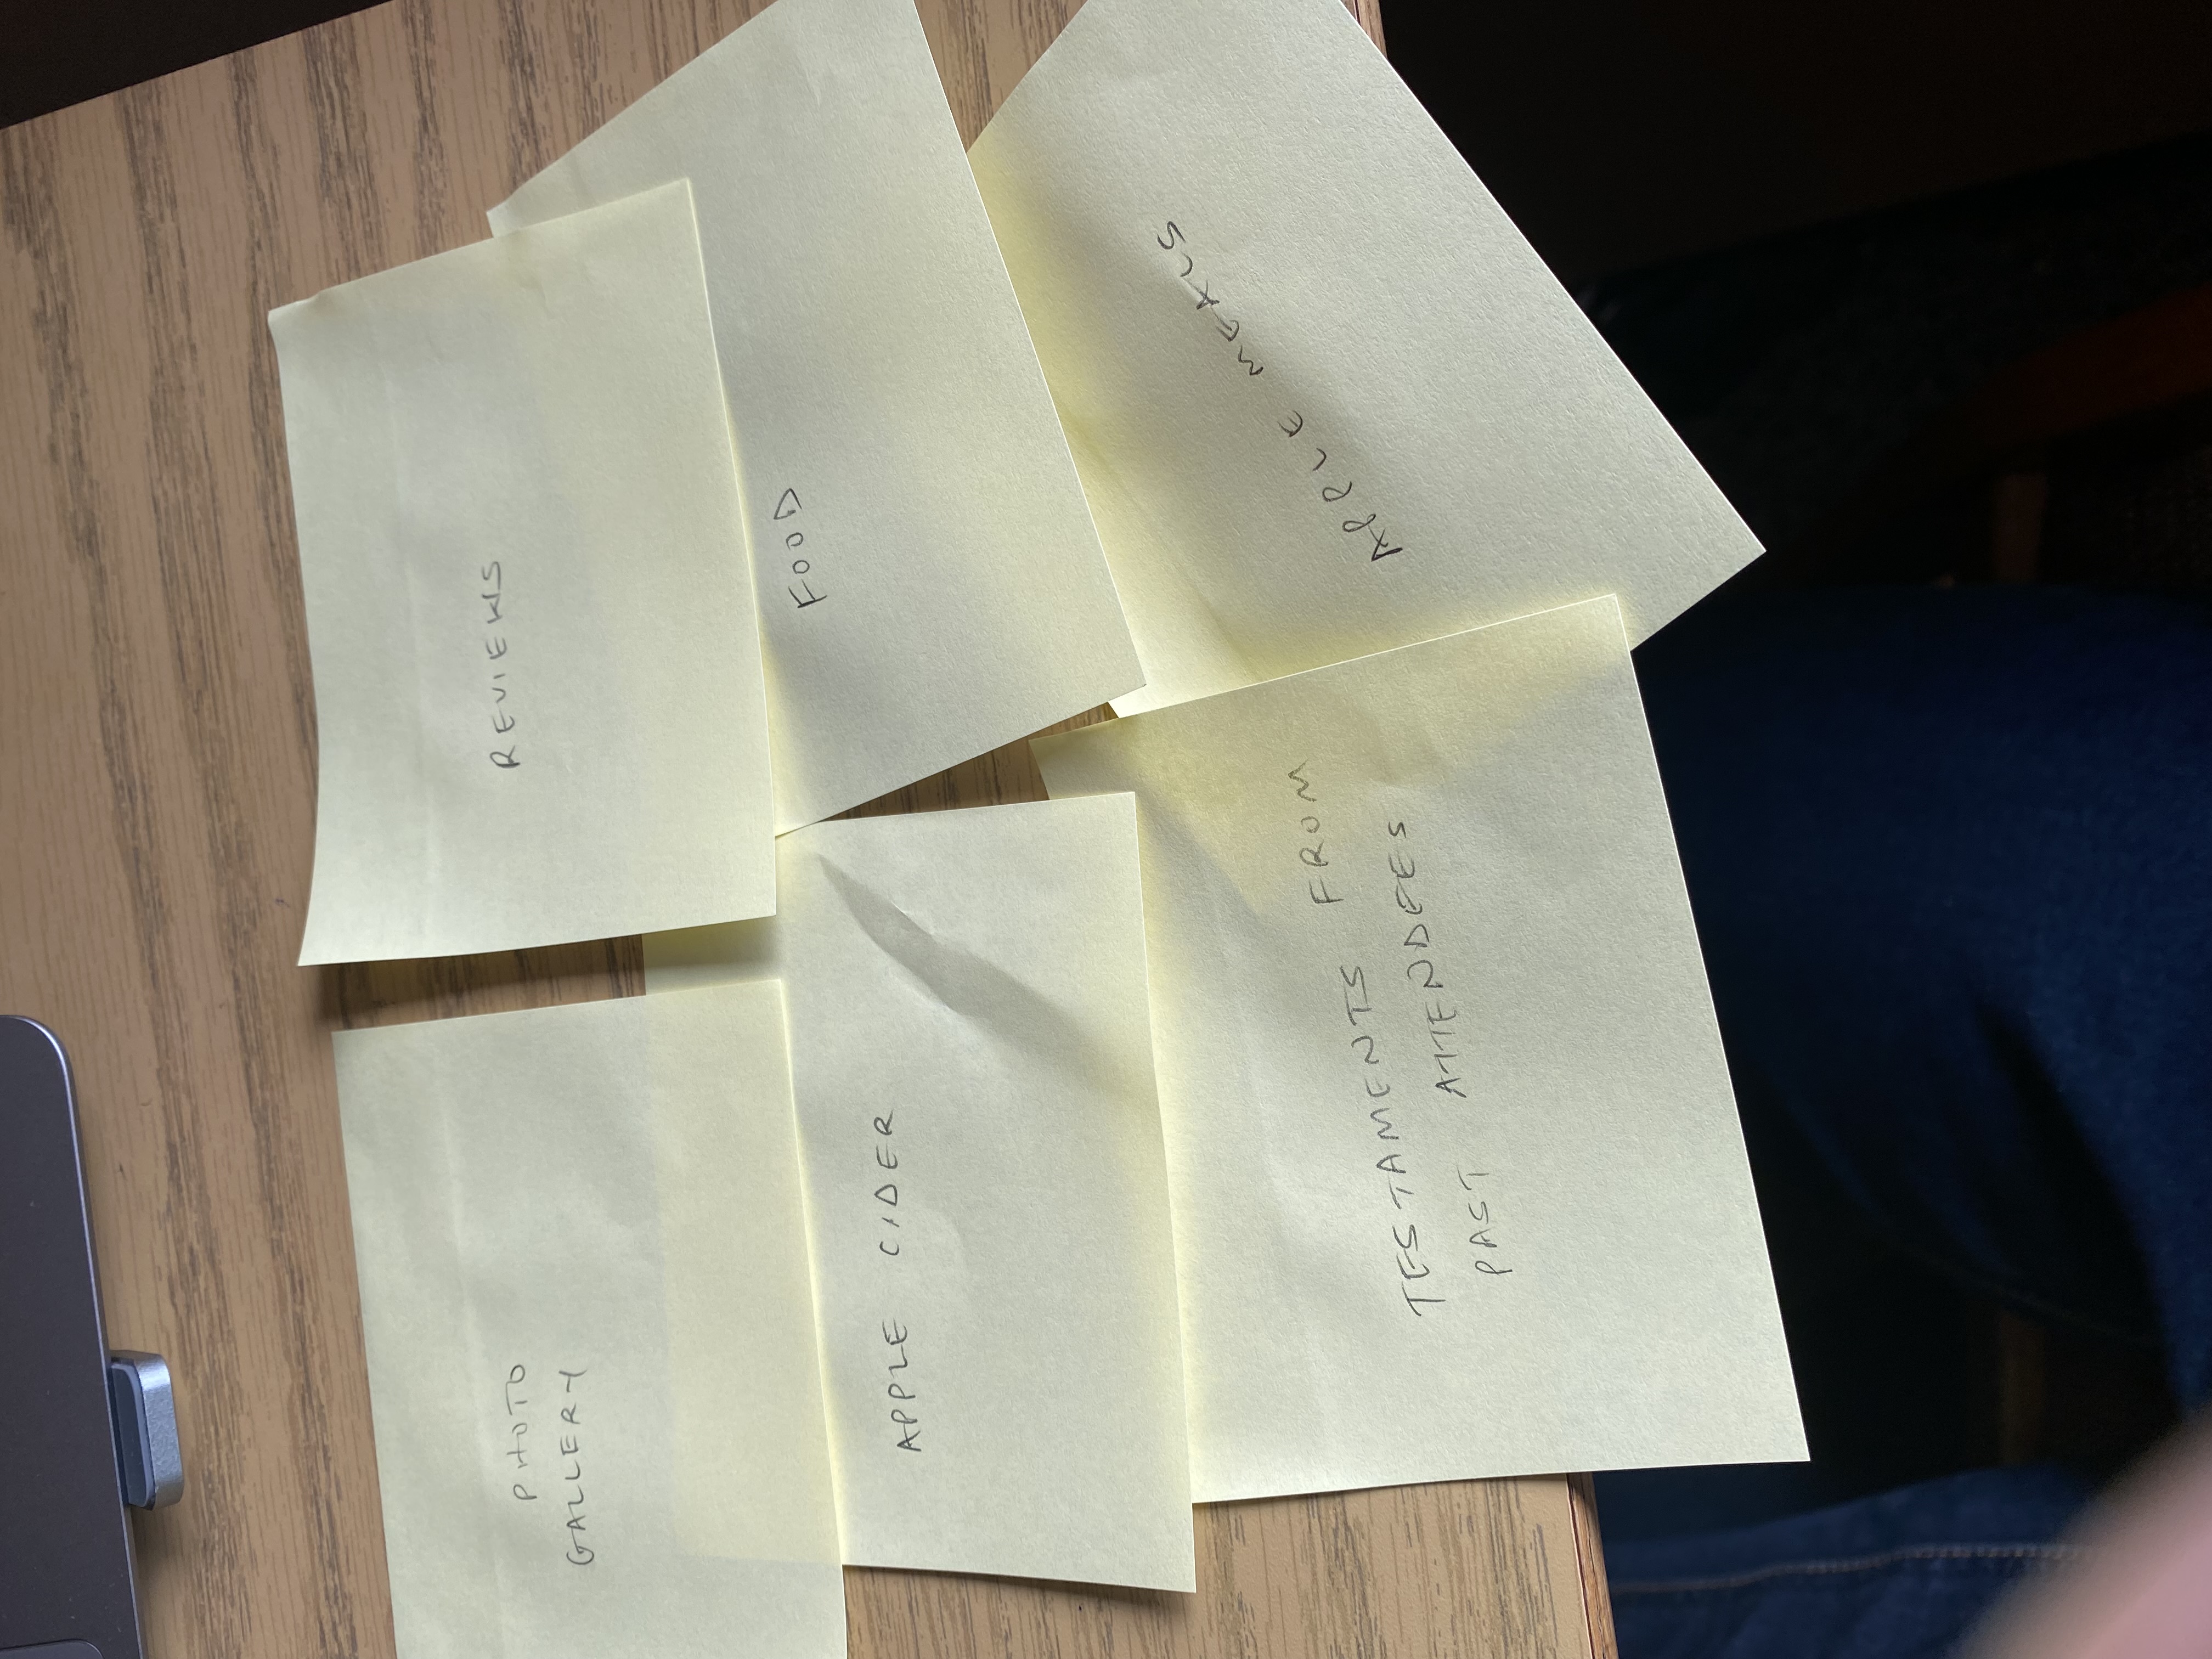 PHOTO
GALLERY
REVIEWS
APPLE CIDER
FOOD
TESTAMENTS FROM
PAST ATTENDEES
APPLE MEALS